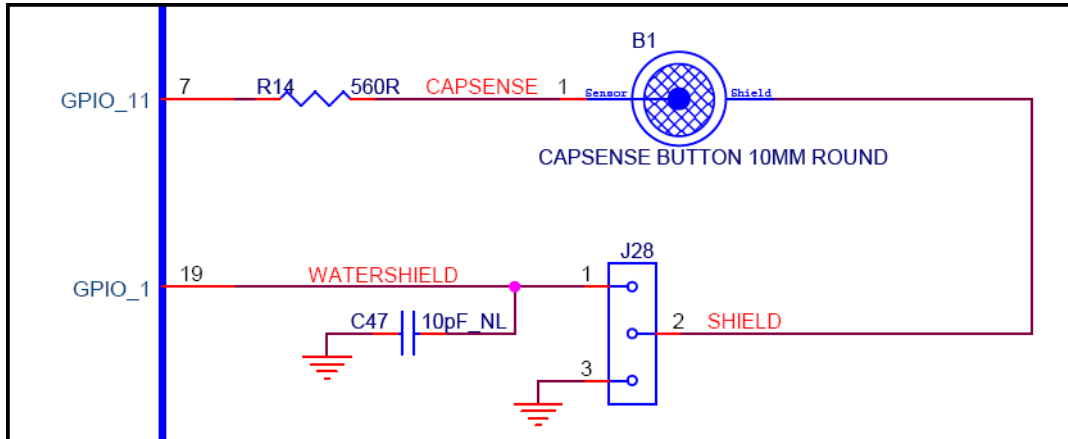 B1
7 R14 560R CAPSENSE 1 Sensor Shield
GPIO_11
CAPSENSE BUTTON 10MM ROUND
J28
19 WATERSHIELD 1
GPIO_1
C47 10pF_NL 2 SHIELD
3